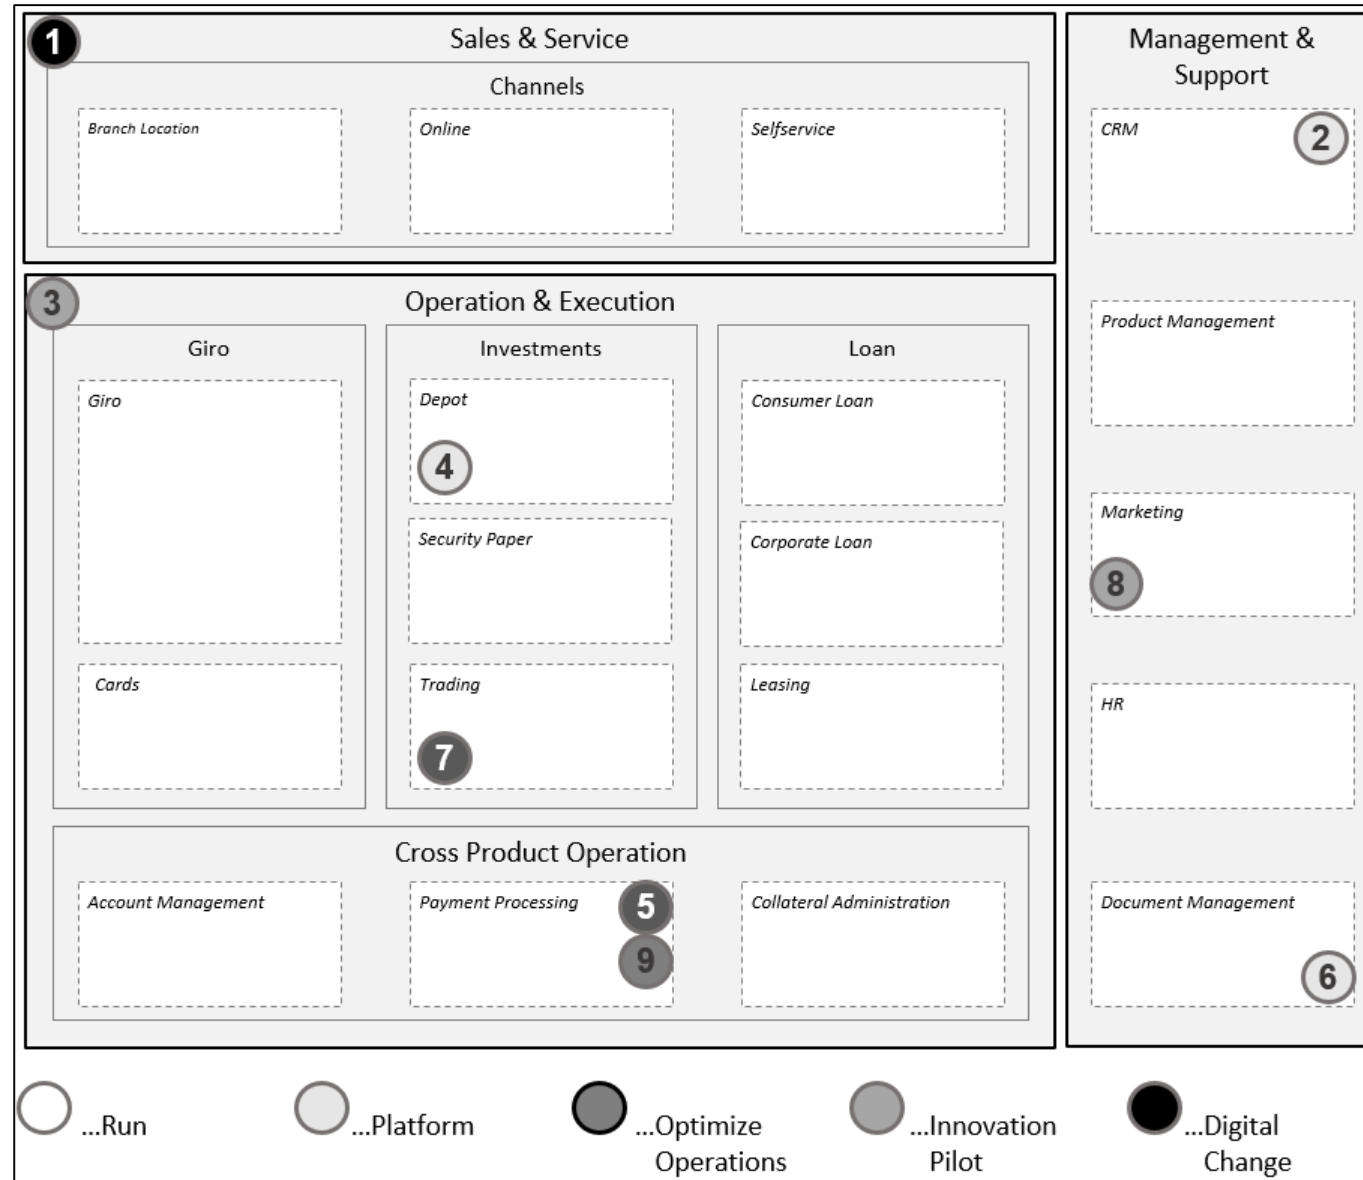 1
Sales & Service
Channels
Branch Location
Online
Selfservice
Management &
Support
CRM
2
Product Management
Marketing
8
HR
Document Management
6
3
Operation & Execution
Giro
Giro
Cards
Investments
Depot
4
Security Paper
Trading
7
Loan
Consumer Loan
Corporate Loan
Leasing
Cross Product Operation
Account Management
Payment Processing
5
9
Collateral Administration
...Run
...Platform
...Optimize
Operations
...Innovation
Pilot
...Digital
Change